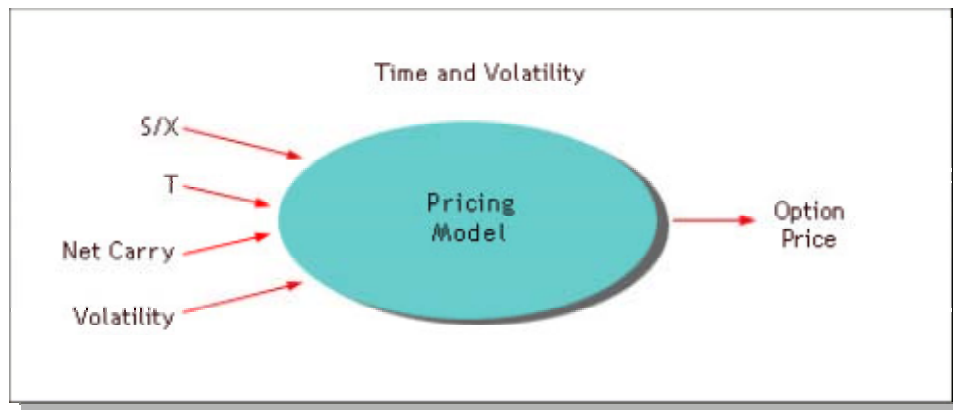 Time and Volatility
S/X
T
Net Carry
Volatility
Pricing
Model
Option
Price